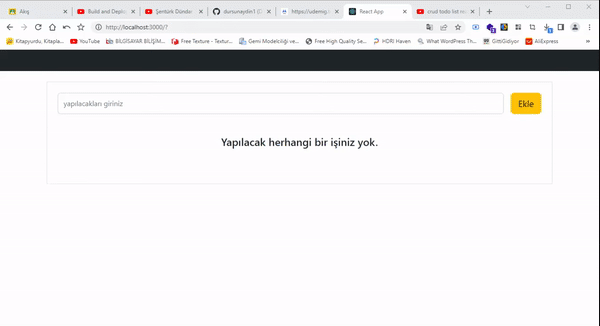 Akış
Build and Deplo
Şentürk Dündar
dursunaydin1 (D
https://udemig.t
React App
crud todo list re
http://localhost:3000/?
Kitapyurdu, Kitapla...
YouTube
BİLGİSAYAR BİLİŞİM...
Free Texture - Textur...
Gemi Modelciliği ve...
Free High Quality Se...
HDRI Haven
What WordPress Th...
GittiGidiyor
AliExpress
yapılacakları giriniz
Ekle
Yapılacak herhangi bir işiniz yok.